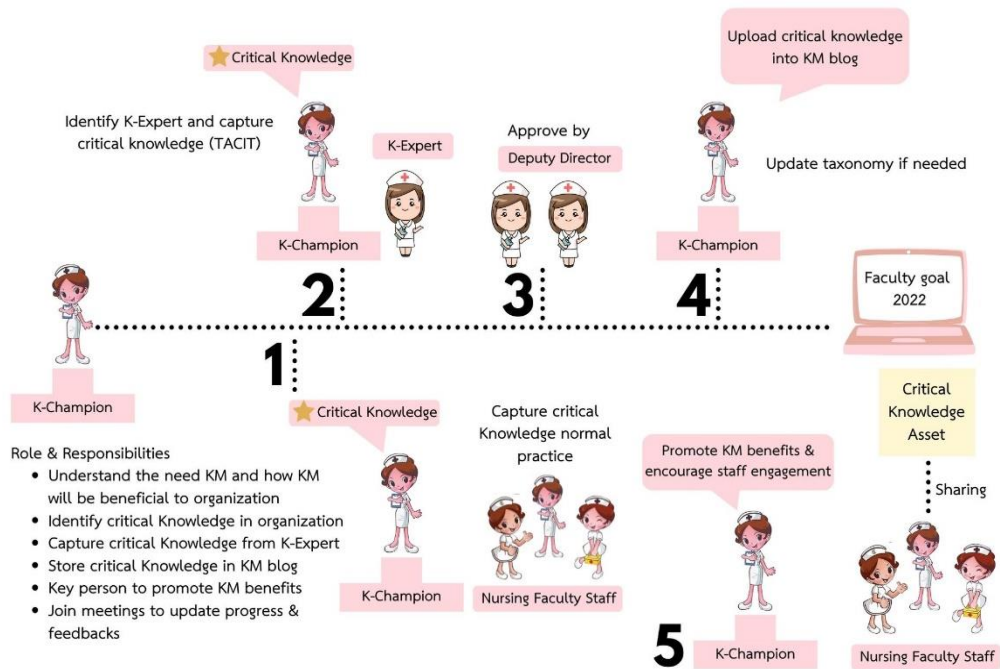 Critical Knowledge
Identify K-Expert and capture
critical knowledge (TACIT)
K-Expert
K-Champion
2
Approve by
Deputy Director
3
Upload critical knowledge
into KM blog
Update taxonomy if needed
K-Champion
4
Faculty goal
2022
K-Champion
1
Critical Knowledge
K-Champion
Capture critical
Knowledge normal
practice
Nursing Faculty Staff
Promote KM benefits &
encourage staff engagement
5
K-Champion
Critical
Knowledge
Asset
Sharing
Nursing Faculty Staff
Role & Responsibilities
• Understand the need KM and how KM
will be beneficial to organization
• Identify critical Knowledge in organization
• Capture critical Knowledge from K-Expert
• Store critical Knowledge in KM blog
• Key person to promote KM benefits
• Join meetings to update progress &
feedbacks